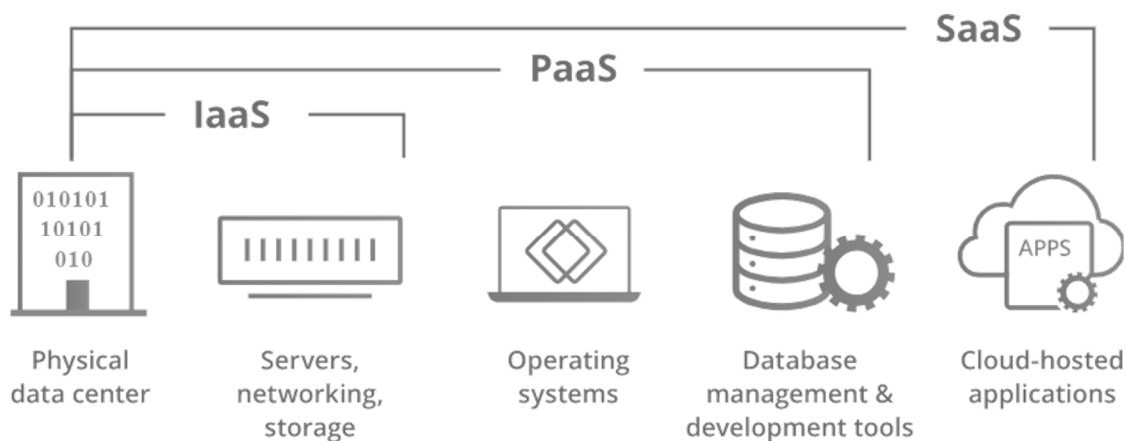 SaaS
PaaS
IaaS
010101
10101
010
APPS
Physical
data center
Servers,
networking,
storage
Operating
systems
Database
management &
development tools
Cloud-hosted
applications